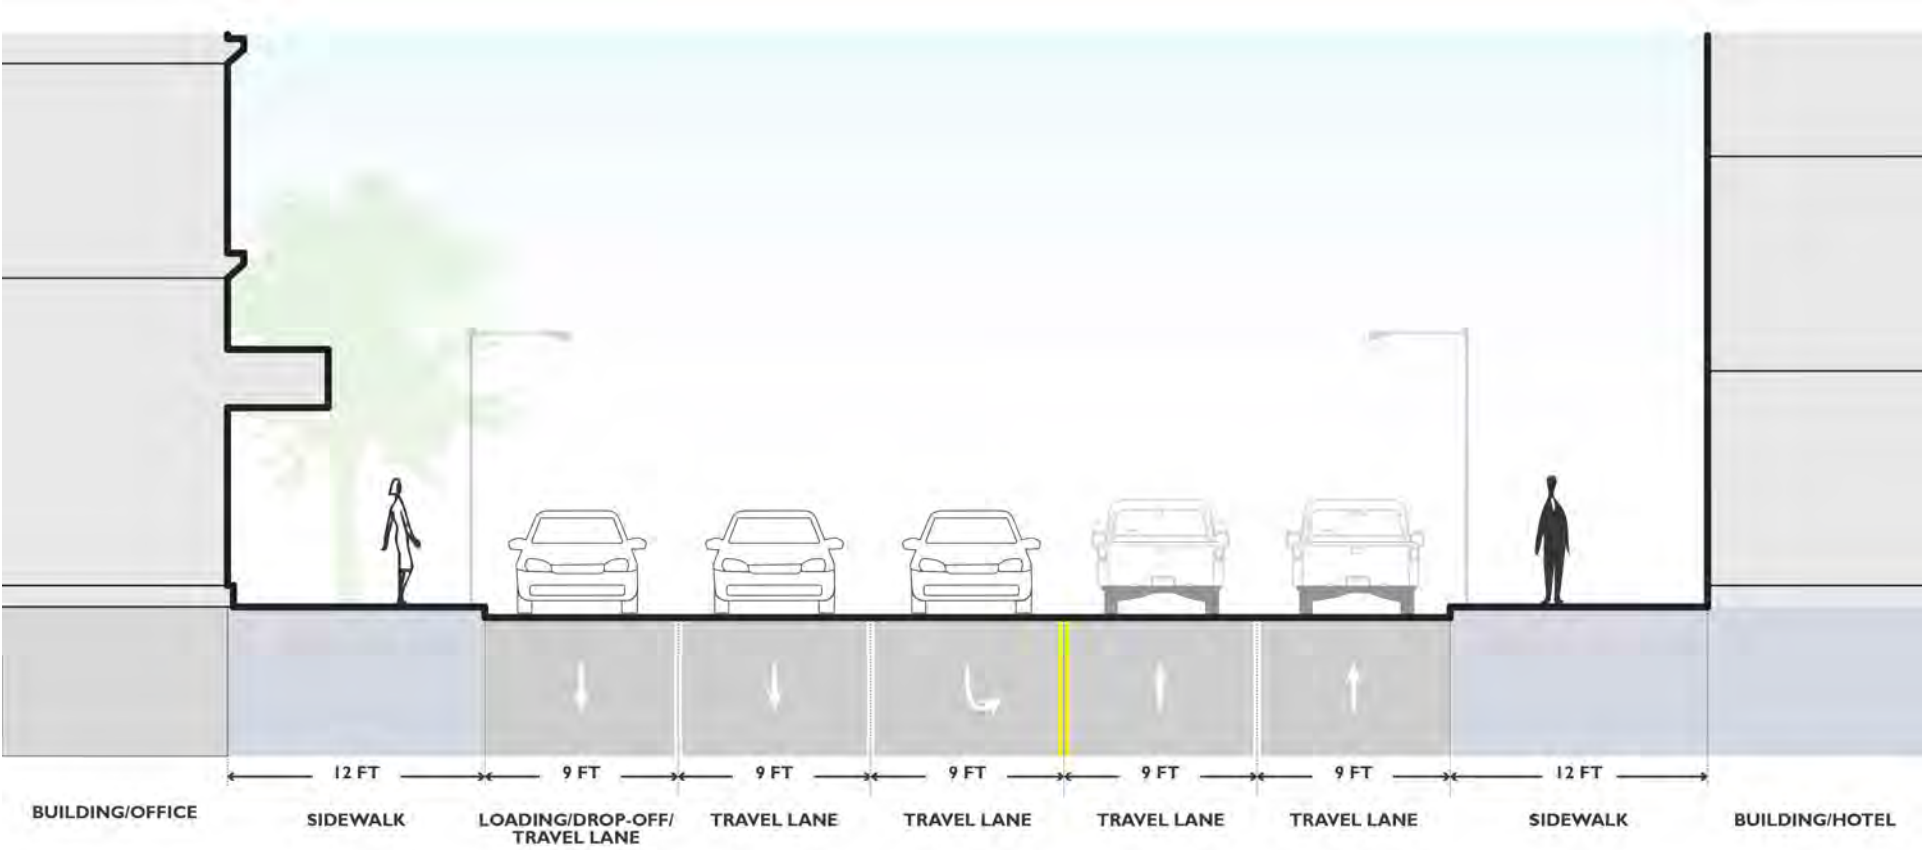 12 FT
9 FT
9 FT
9 FT
9 FT
9 FT
12 FT
BUILDING/OFFICE
SIDEWALK
LOADING/DROP-OFF/
TRAVEL LANE
TRAVEL LANE
TRAVEL LANE
TRAVEL LANE
TRAVEL LANE
SIDEWALK
BUILDING/HOTEL